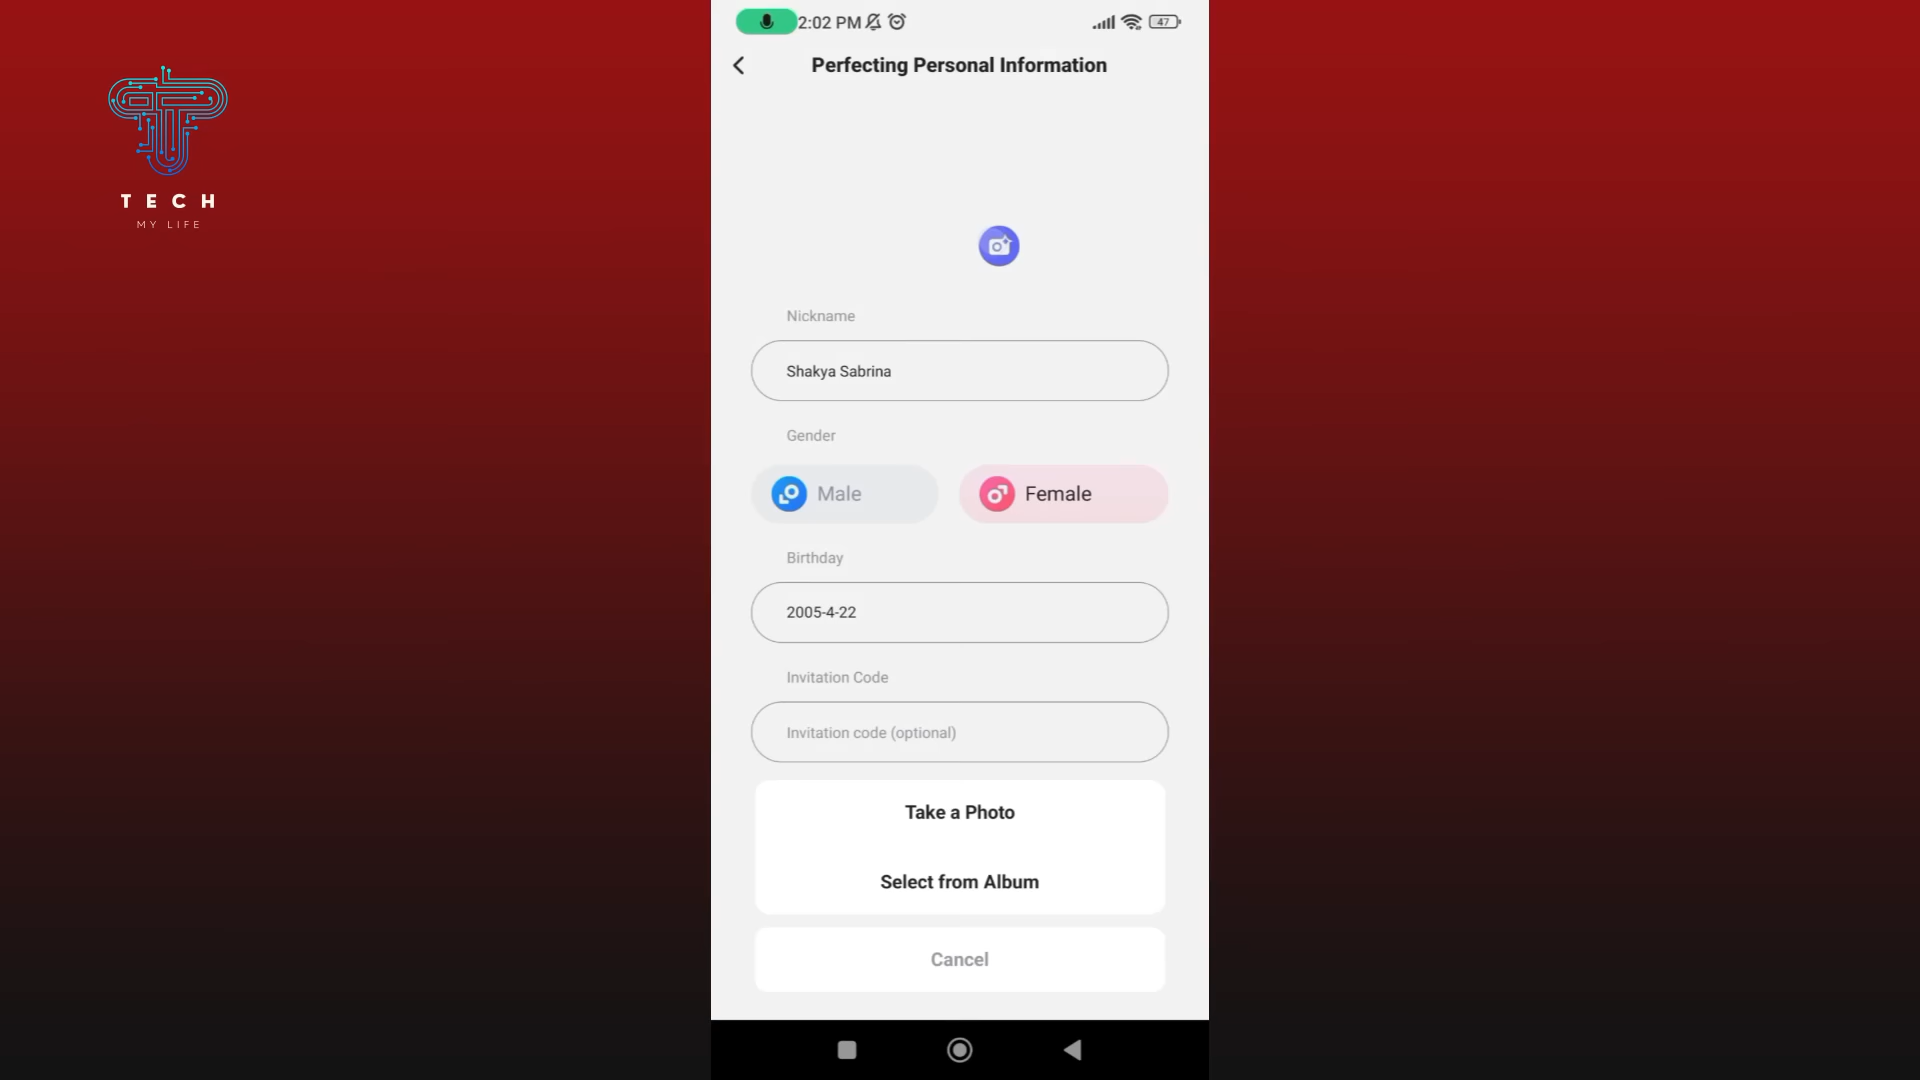 TECH
MY LIFE
2:02 PM
47
Perfecting Personal Information
Nickname
Shakya Sabrina
Gender
Male
Female
Birthday
2005-4-22
Invitation Code
Invitation code (optional)
Take a Photo
Select from Album
Cancel